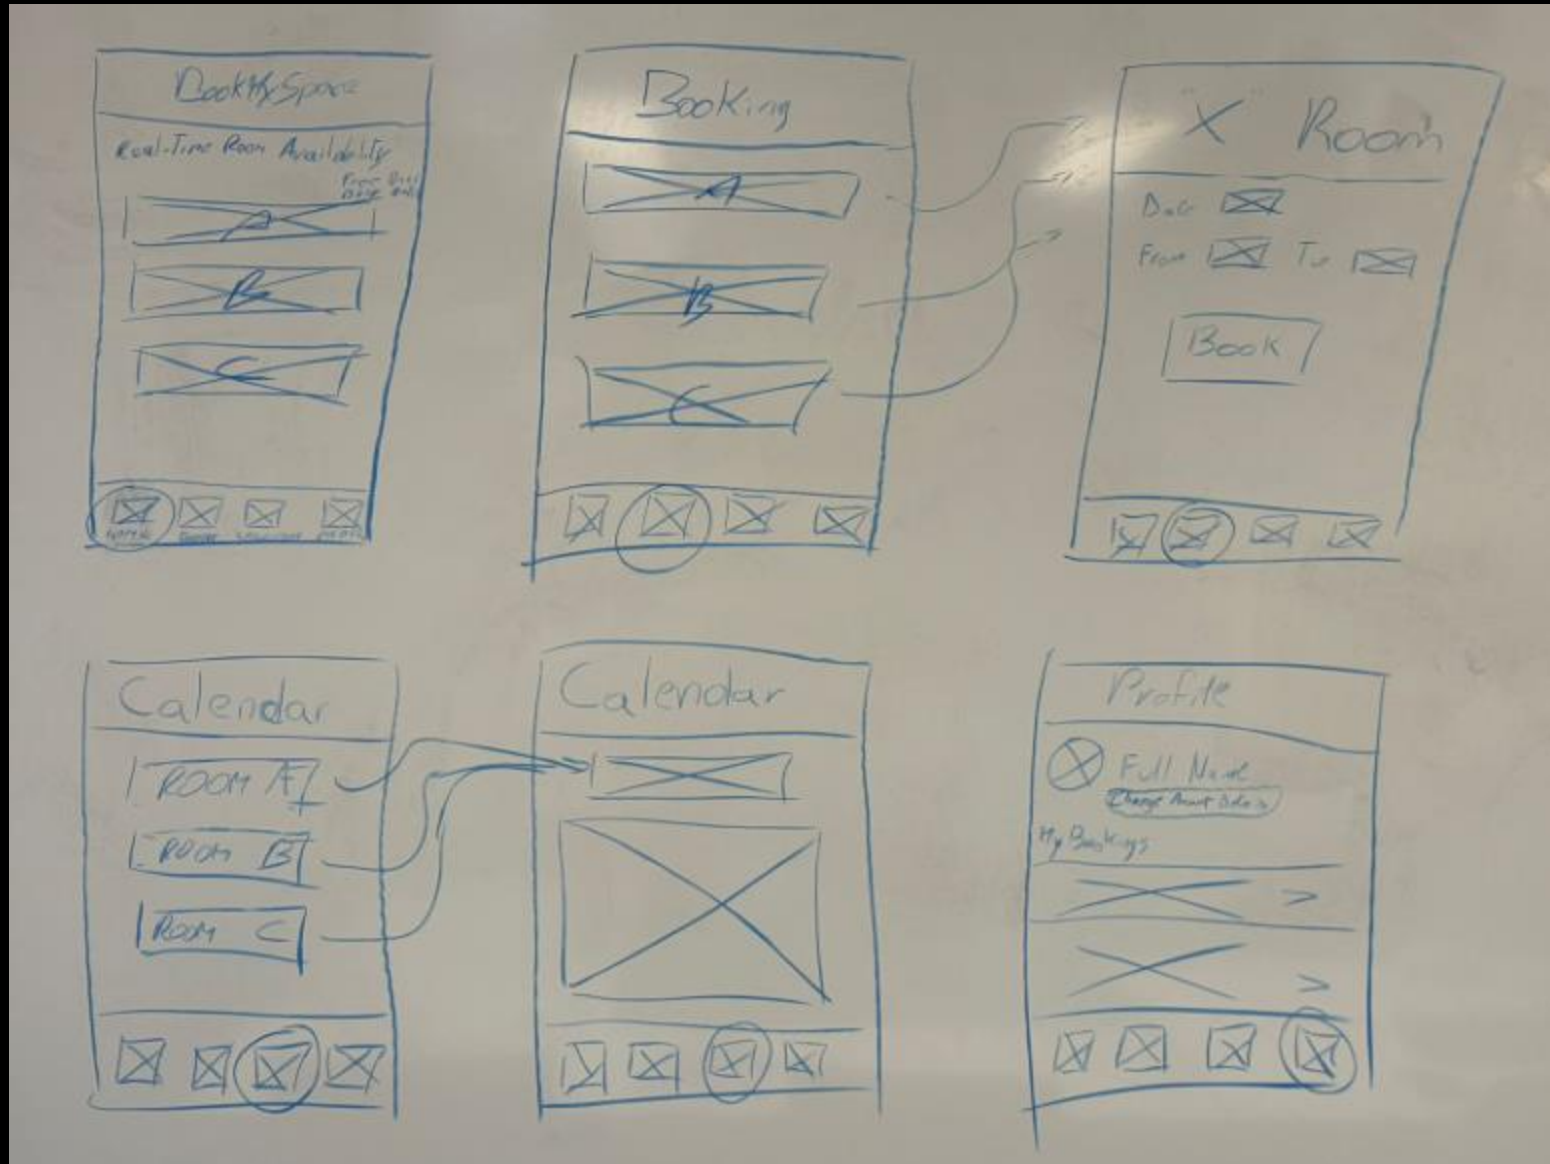 BookMySpace
Real-Time Room Availability
A
B
C
Booking
A
B
C
"X" Room
Date
From To
Book
Calendar
ROOM A
ROOM B
ROOM C
Calendar
Profile
Full Name
My Bookings
>
>